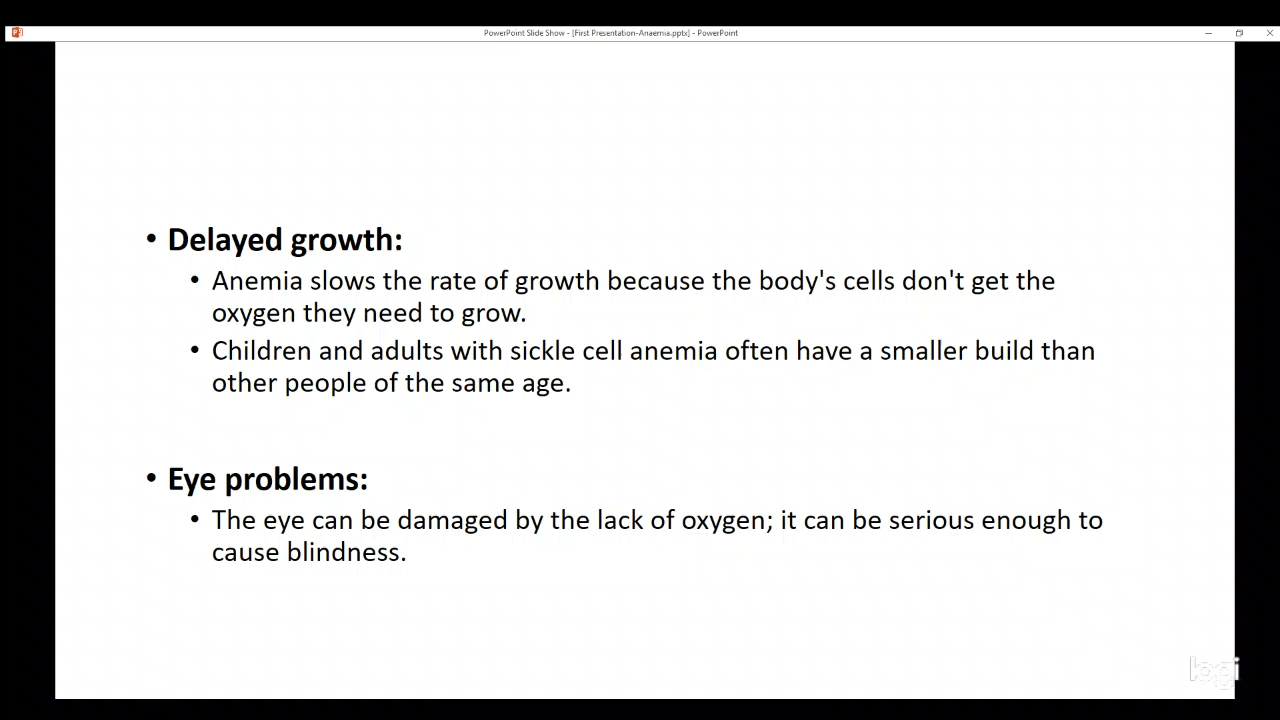 PowerPoint Slide Show - [First Presentation-Anaemia.pptx] - PowerPoint
• Delayed growth:
• Anemia slows the rate of growth because the body's cells don't get the
oxygen they need to grow.
• Children and adults with sickle cell anemia often have a smaller build than
other people of the same age.
• Eye problems:
• The eye can be damaged by the lack of oxygen; it can be serious enough to
cause blindness.
logi